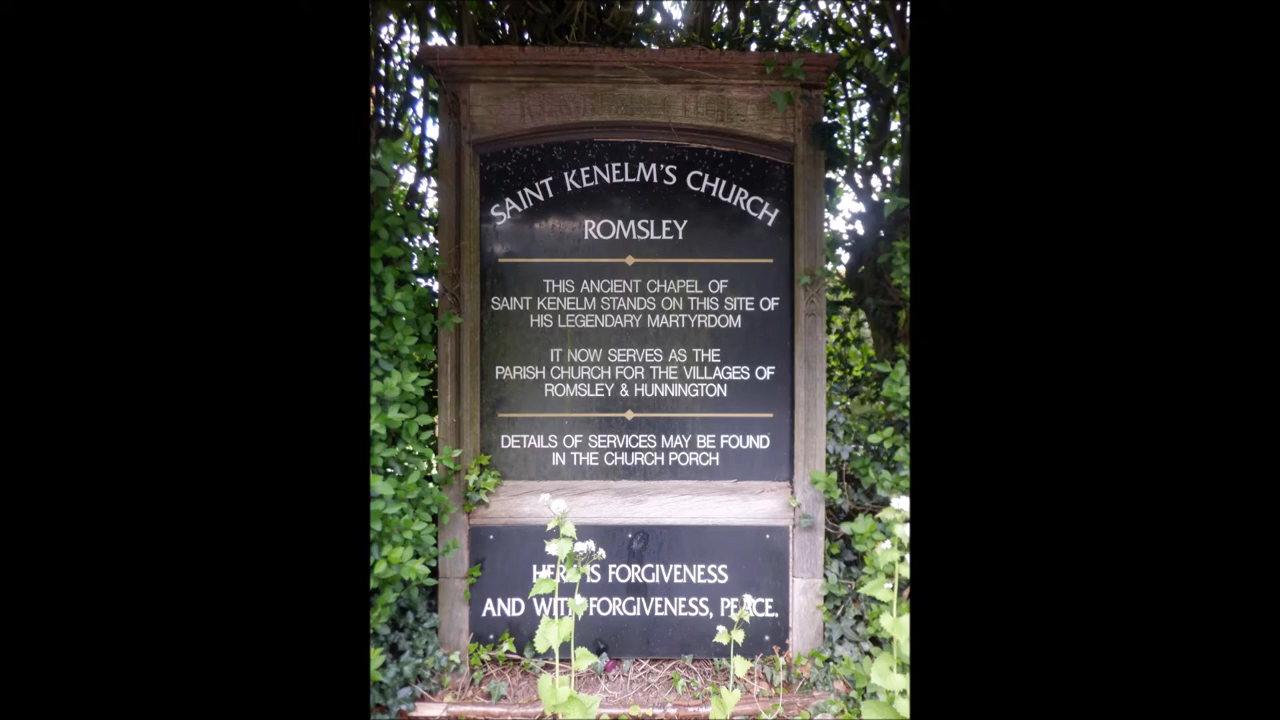 SAINT KENELM'S CHURCH
ROMSLEY
THIS ANCIENT CHAPEL OF
SAINT KENELM STANDS ON THIS SITE OF
HIS LEGENDARY MARTYRDOM
IT NOW SERVES AS THE
PARISH CHURCH FOR THE VILLAGES OF
ROMSLEY & HUNNINGTON
DETAILS OF SERVICES MAY BE FOUND
IN THE CHURCH PORCH
HERE IS FORGIVENESS
AND WITH FORGIVENESS, PEACE.